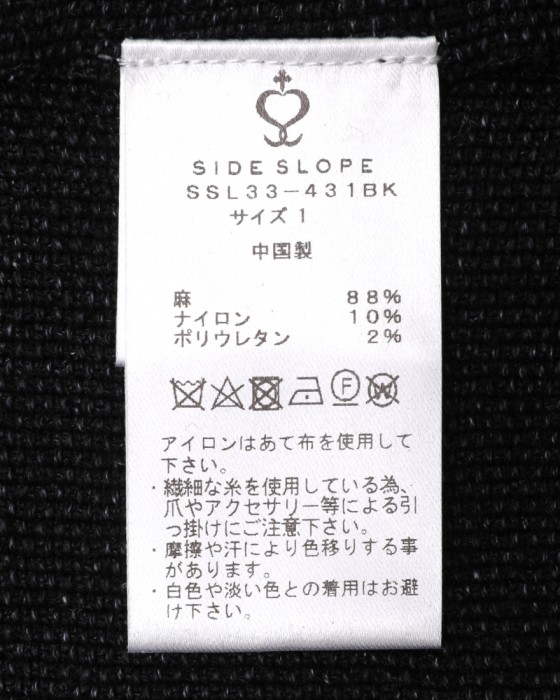 SIDE SLOPE
SSL33-431BK
サイズ 1
中国製
麻 88%
ナイロン 10%
ポリウレタン 2%
F W
アイロンはあて布を使用して
下さい。
・繊細な糸を使用している為、
爪やアクセサリー等による引
っ掛けにご注意下さい。
・摩擦や汗により色移りする事
があります。
・白色や淡い色との着用はお避
け下さい。